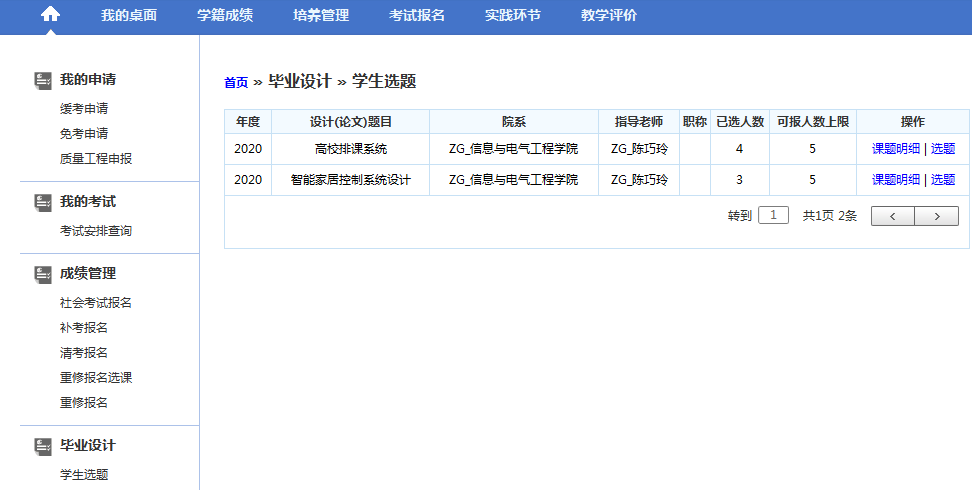 我的桌面 学籍成绩 培养管理 考试报名 实践环节 教学评价
我的申请
缓考申请
免考申请
质量工程申报
我的考试
考试安排查询
成绩管理
社会考试报名
补考报名
清考报名
重修报名选课
重修报名
毕业设计
学生选题
首页 » 毕业设计 » 学生选题
年度 设计(论文)题目 院系 指导老师 职称 已选人数 可报人数上限 操作
2020 高校排课系统 ZG_信息与电气工程学院 ZG_陈巧玲 4 5 课题明细 | 选题
2020 智能家居控制系统设计 ZG_信息与电气工程学院 ZG_陈巧玲 3 5 课题明细 | 选题
转到 1 共1页 2条 < >